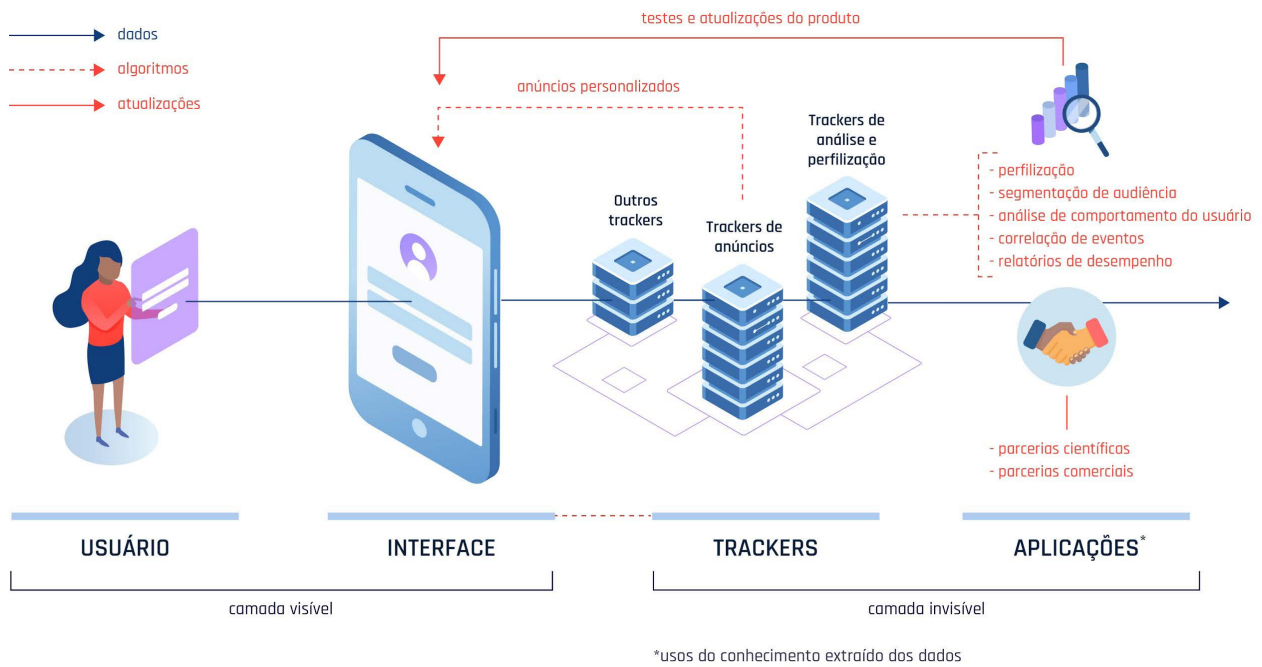 testes e atualizações do produto
dados
algoritmos
atualizações
anúncios personalizados
Trackers de
análise e
perfilização
Outros
trackers
Trackers de
anúncios
- perfilização
- segmentação de audiência
- análise de comportamento do usuário
- correlação de eventos
- relatórios de desempenho
- parcerias científicas
- parcerias comerciais
USUÁRIO
INTERFACE
TRACKERS
APLICAÇÕES*
camada visível
camada invisível
*usos do conhecimento extraído dos dados